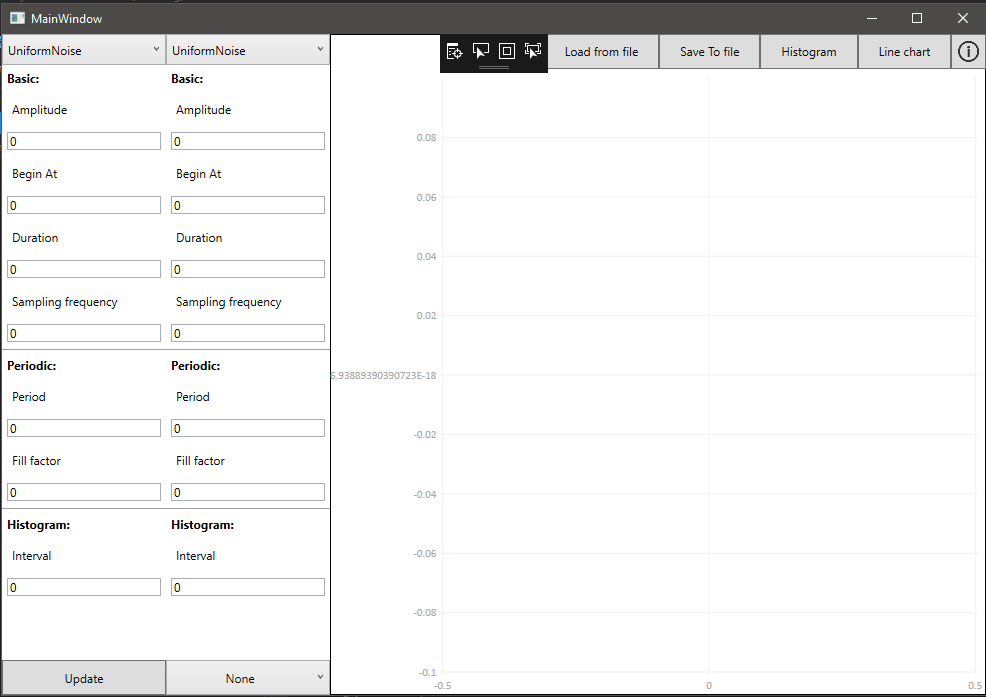 MainWindow
UniformNoise UniformNoise Load from file Save To file Histogram Line chart
Basic: Basic:
Amplitude Amplitude
0 0
Begin At Begin At
0 0
Duration Duration
0 0
Sampling frequency Sampling frequency
0 0
Periodic: Periodic:
Period Period
0 0
Fill factor Fill factor
0 0
Histogram: Histogram:
Interval Interval
0 0
Update None
0.08
0.06
0.04
0.02
6.93889390390723E-18
-0.02
-0.04
-0.06
-0.08
-0.1
-0.5 0 0.5